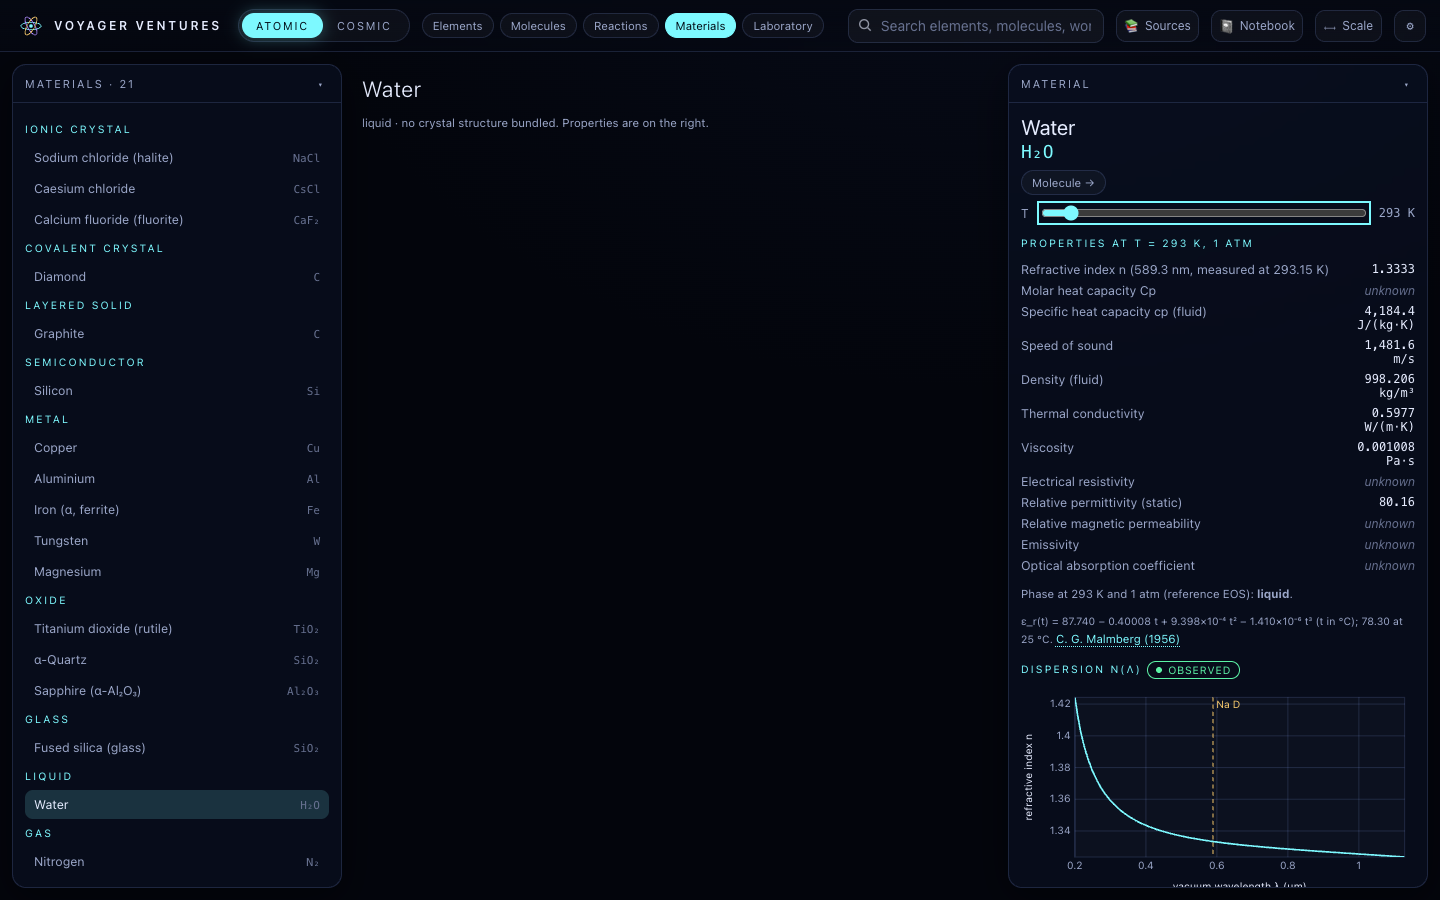 VOYAGER VENTURES
ATOMIC
COSMIC
Elements
Molecules
Reactions
Materials
Laboratory
Search elements, molecules, wor
Sources
Notebook
Scale
MATERIALS · 21
IONIC CRYSTAL
Sodium chloride (halite) NaCl
Caesium chloride CsCl
Calcium fluoride (fluorite) CaF₂
COVALENT CRYSTAL
Diamond C
LAYERED SOLID
Graphite C
SEMICONDUCTOR
Silicon Si
METAL
Copper Cu
Aluminium Al
Iron (α, ferrite) Fe
Tungsten W
Magnesium Mg
OXIDE
Titanium dioxide (rutile) TiO₂
α-Quartz SiO₂
Sapphire (α-Al₂O₃) Al₂O₃
GLASS
Fused silica (glass) SiO₂
LIQUID
Water H₂O
GAS
Nitrogen N₂
Water
liquid · no crystal structure bundled. Properties are on the right.
MATERIAL
Water
H₂O
Molecule →
T 293 K
PROPERTIES AT T = 293 K, 1 ATM
Refractive index n (589.3 nm, measured at 293.15 K) 1.3333
Molar heat capacity Cp unknown
Specific heat capacity cp (fluid) 4,184.4
J/(kg·K)
Speed of sound 1,481.6
m/s
Density (fluid) 998.206
kg/m³
Thermal conductivity 0.5977
W/(m·K)
Viscosity 0.001008
Pa·s
Electrical resistivity unknown
Relative permittivity (static) 80.16
Relative magnetic permeability unknown
Emissivity unknown
Optical absorption coefficient unknown
Phase at 293 K and 1 atm (reference EOS): liquid.
ε_r(t) = 87.740 − 0.40008 t + 9.398×10⁻⁴ t² − 1.410×10⁻⁶ t³ (t in °C); 78.30 at
25 °C. C. G. Malmberg (1956)
DISPERSION N(Λ) OBSERVED
Na D
1.42
1.4
1.38
1.36
1.34
refractive index n
0.2 0.4 0.6 0.8 1
vacuum wavelength λ (μm)